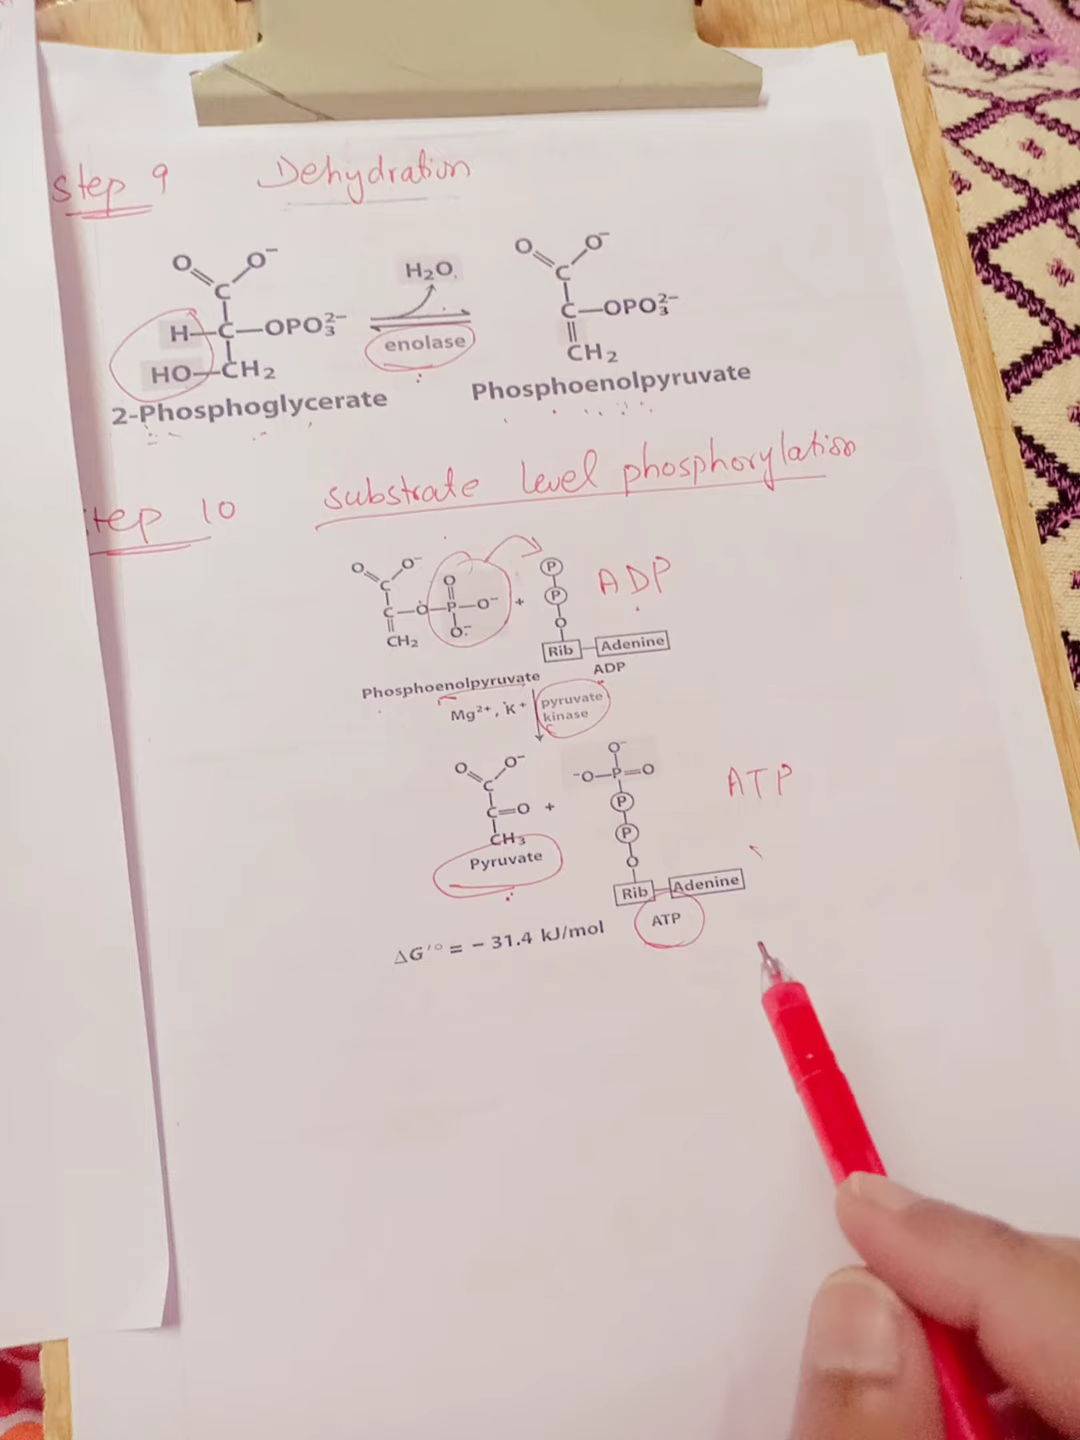 Step 9 Dehydration
O O⁻
C
H—C—OPO₃²⁻
HO—CH₂
2-Phosphoglycerate
H₂O
enolase
O O⁻
C
C—OPO₃²⁻
CH₂
Phosphoenolpyruvate
tep 10 substrate level phosphorylation
O O⁻ O P
C P ADP
C—O—P—O⁻ +
CH₂ O⁻ O
Rib—Adenine
Phosphoenolpyruvate ADP
Mg²⁺, K⁺ pyruvate
kinase
O O⁻ O⁻
C ⁻O—P=O ATP
C=O + P
CH₃ P
Pyruvate O
Rib—Adenine
ATP
ΔG′° = − 31.4 kJ/mol